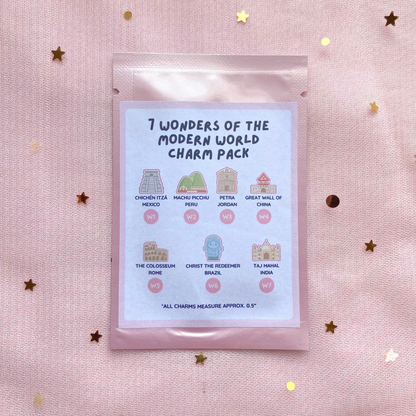 7 WONDERS OF THE
MODERN WORLD
CHARM PACK
CHICHÉN ITZÁ
MEXICO
MACHU PICCHU
PERU
PETRA
JORDAN
GREAT WALL OF
CHINA
W1
W2
W3
W4
THE COLOSSEUM
ROME
CHRIST THE REDEEMER
BRAZIL
TAJ MAHAL
INDIA
W5
W6
W7
*ALL CHARMS MEASURE APPROX. 0.5"